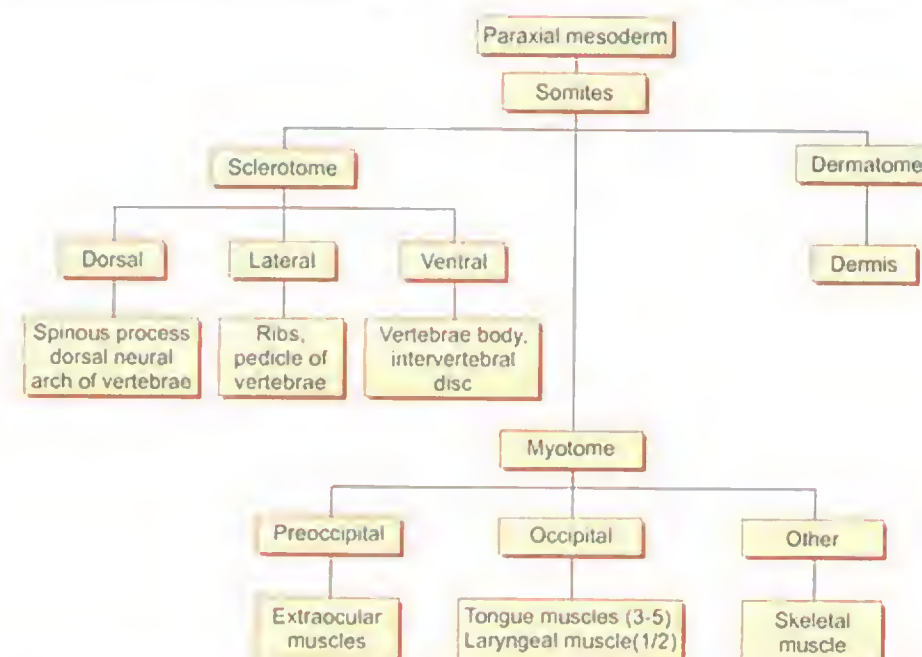 Paraxial mesoderm
Somites
Sclerotome
Dermatome
Dorsal
Lateral
Ventral
Dermis
Spinous process
dorsal neural
arch of vertebrae
Ribs,
pedicle of
vertebrae
Vertebrae body,
intervertebral
disc
Myotome
Preoccipital
Occipital
Other
Extraocular
muscles
Tongue muscles (3-5)
Laryngeal muscle(1/2)
Skeletal
muscle